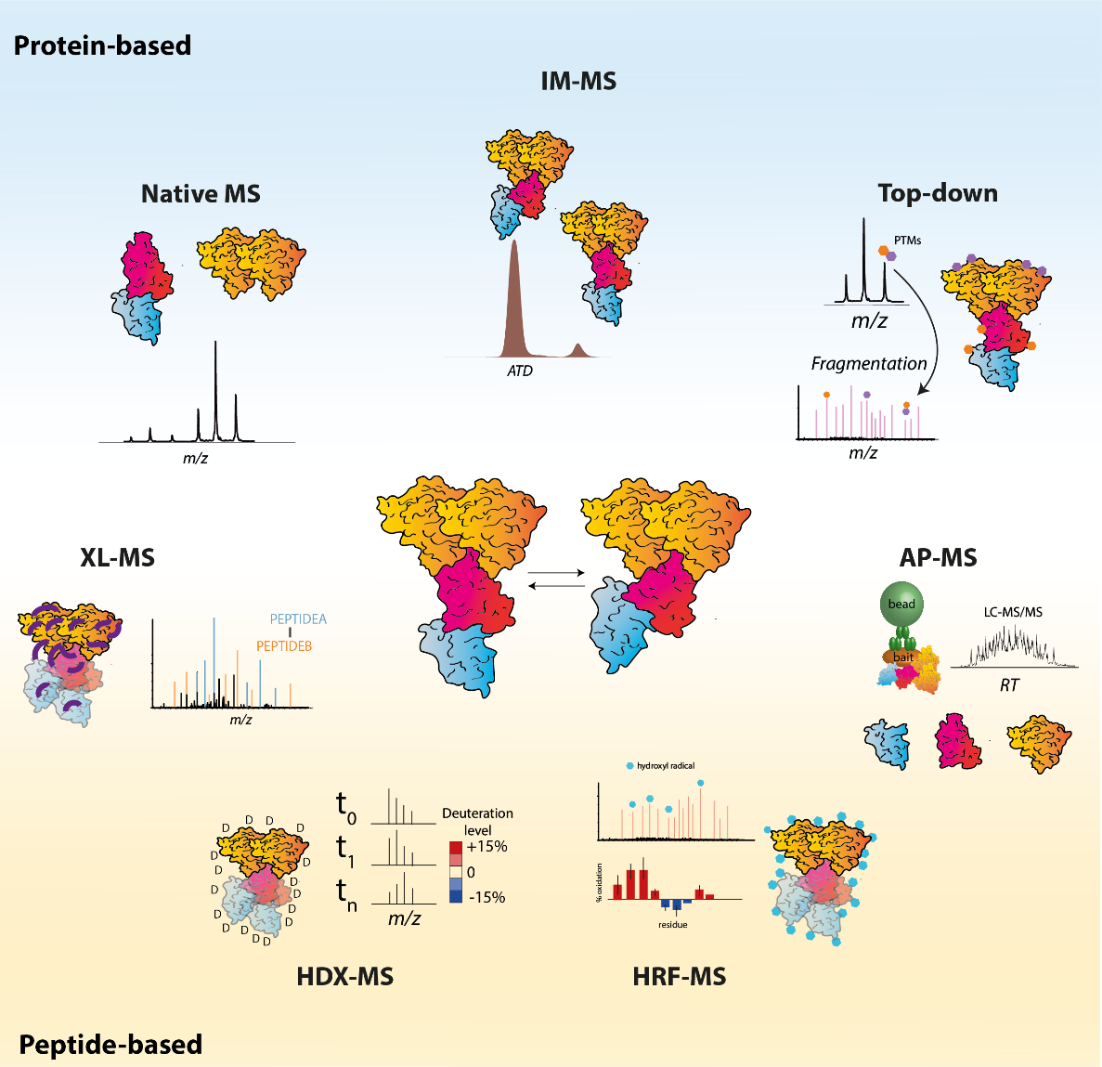 Protein-based
IM-MS
Native MS
Top-down
PTMs
m/z
ATD
Fragmentation
m/z
m/z
XL-MS
AP-MS
bead
LC-MS/MS
PEPTIDEA
PEPTIDEB
bait
RT
m/z
hydroxyl radical
t0
Deuteration
level
+15%
t1
0
-15%
tn
m/z
% oxidation
residue
D D D D
D D
D D
D D
D D
D D
D D D D
HDX-MS
HRF-MS
Peptide-based